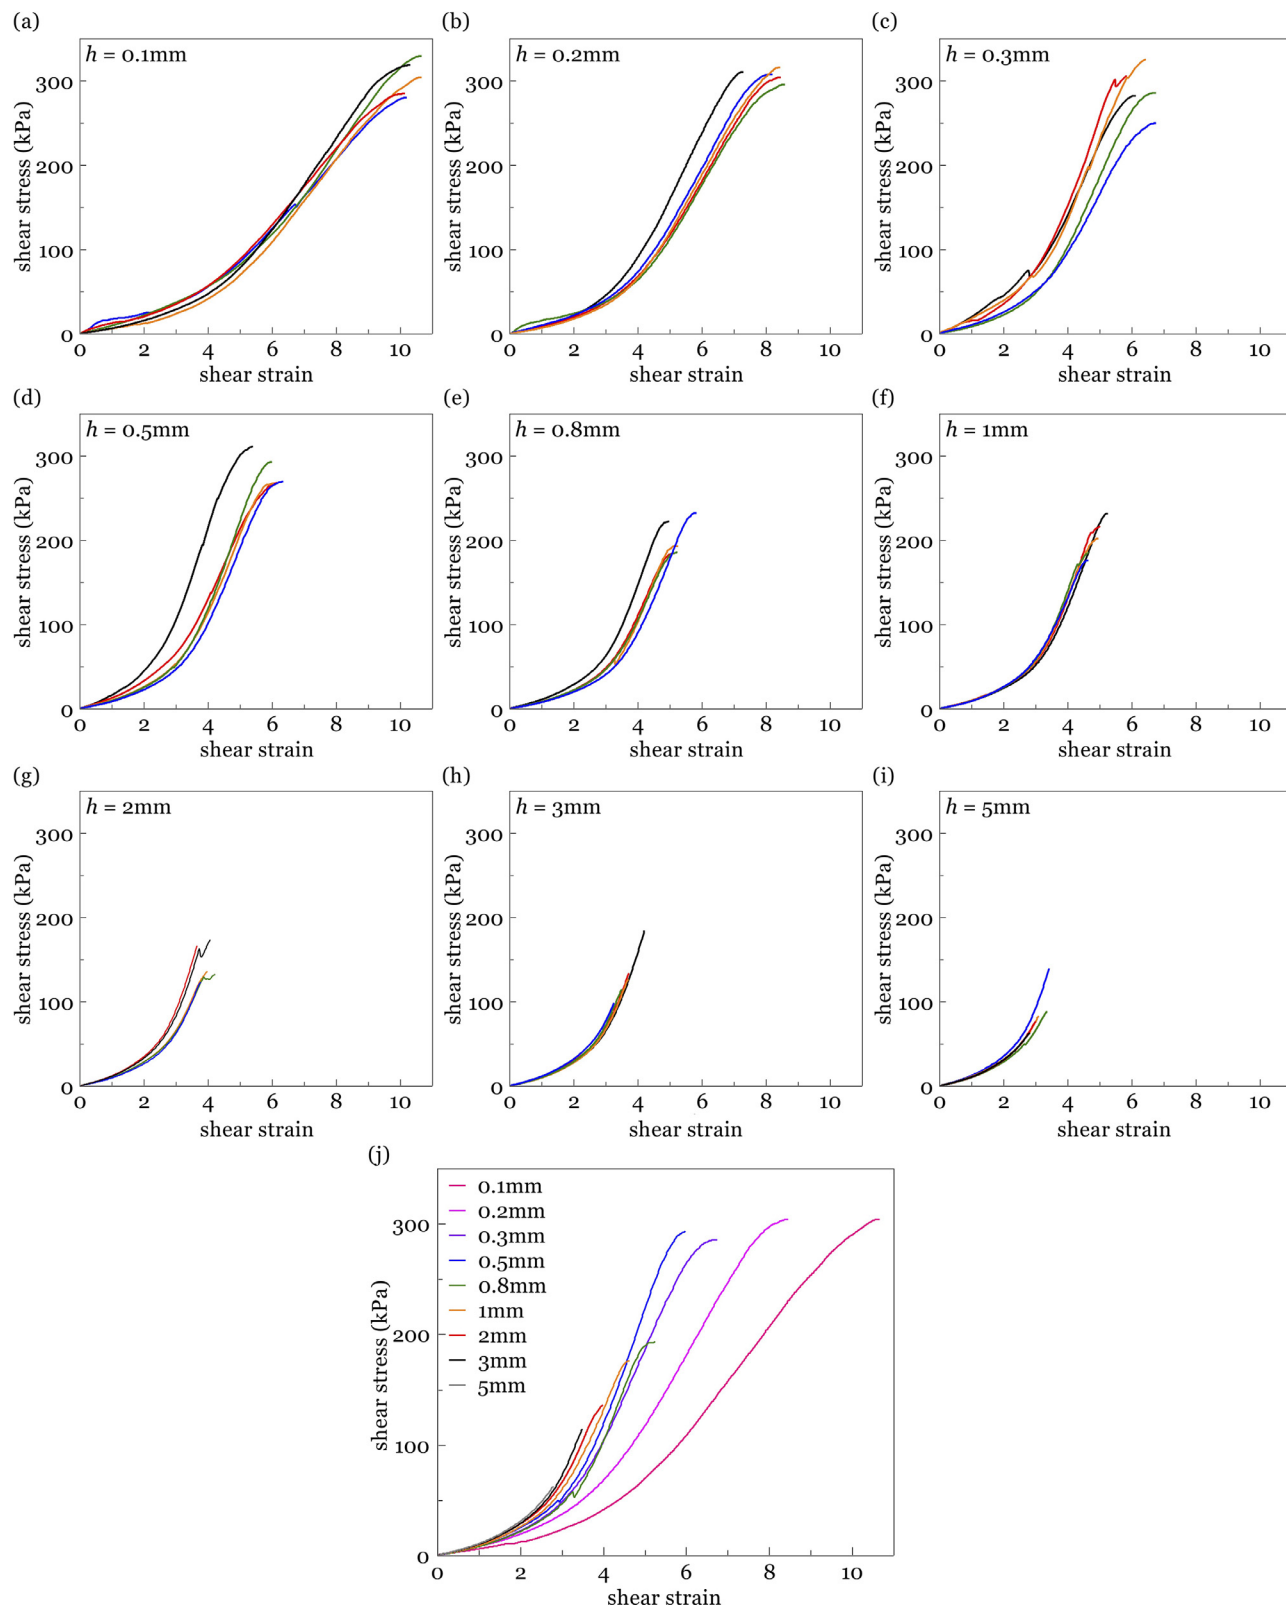 (a)
(b)
(c)
h = 0.1mm
h = 0.2mm
h = 0.3mm
300
200
100
0
shear stress (kPa)
0 2 4 6 8 10
shear strain
300
200
100
0
shear stress (kPa)
0 2 4 6 8 10
shear strain
300
200
100
0
shear stress (kPa)
0 2 4 6 8 10
shear strain
(d)
(e)
(f)
h = 0.5mm
h = 0.8mm
h = 1mm
300
200
100
0
shear stress (kPa)
0 2 4 6 8 10
shear strain
300
200
100
0
shear stress (kPa)
0 2 4 6 8 10
shear strain
300
200
100
0
shear stress (kPa)
0 2 4 6 8 10
shear strain
(g)
(h)
(i)
h = 2mm
h = 3mm
h = 5mm
300
200
100
0
shear stress (kPa)
0 2 4 6 8 10
shear strain
300
200
100
0
shear stress (kPa)
0 2 4 6 8 10
shear strain
300
200
100
0
shear stress (kPa)
0 2 4 6 8 10
shear strain
(j)
0.1mm
0.2mm
0.3mm
0.5mm
0.8mm
1mm
2mm
3mm
5mm
300
200
100
0
shear stress (kPa)
0 2 4 6 8 10
shear strain